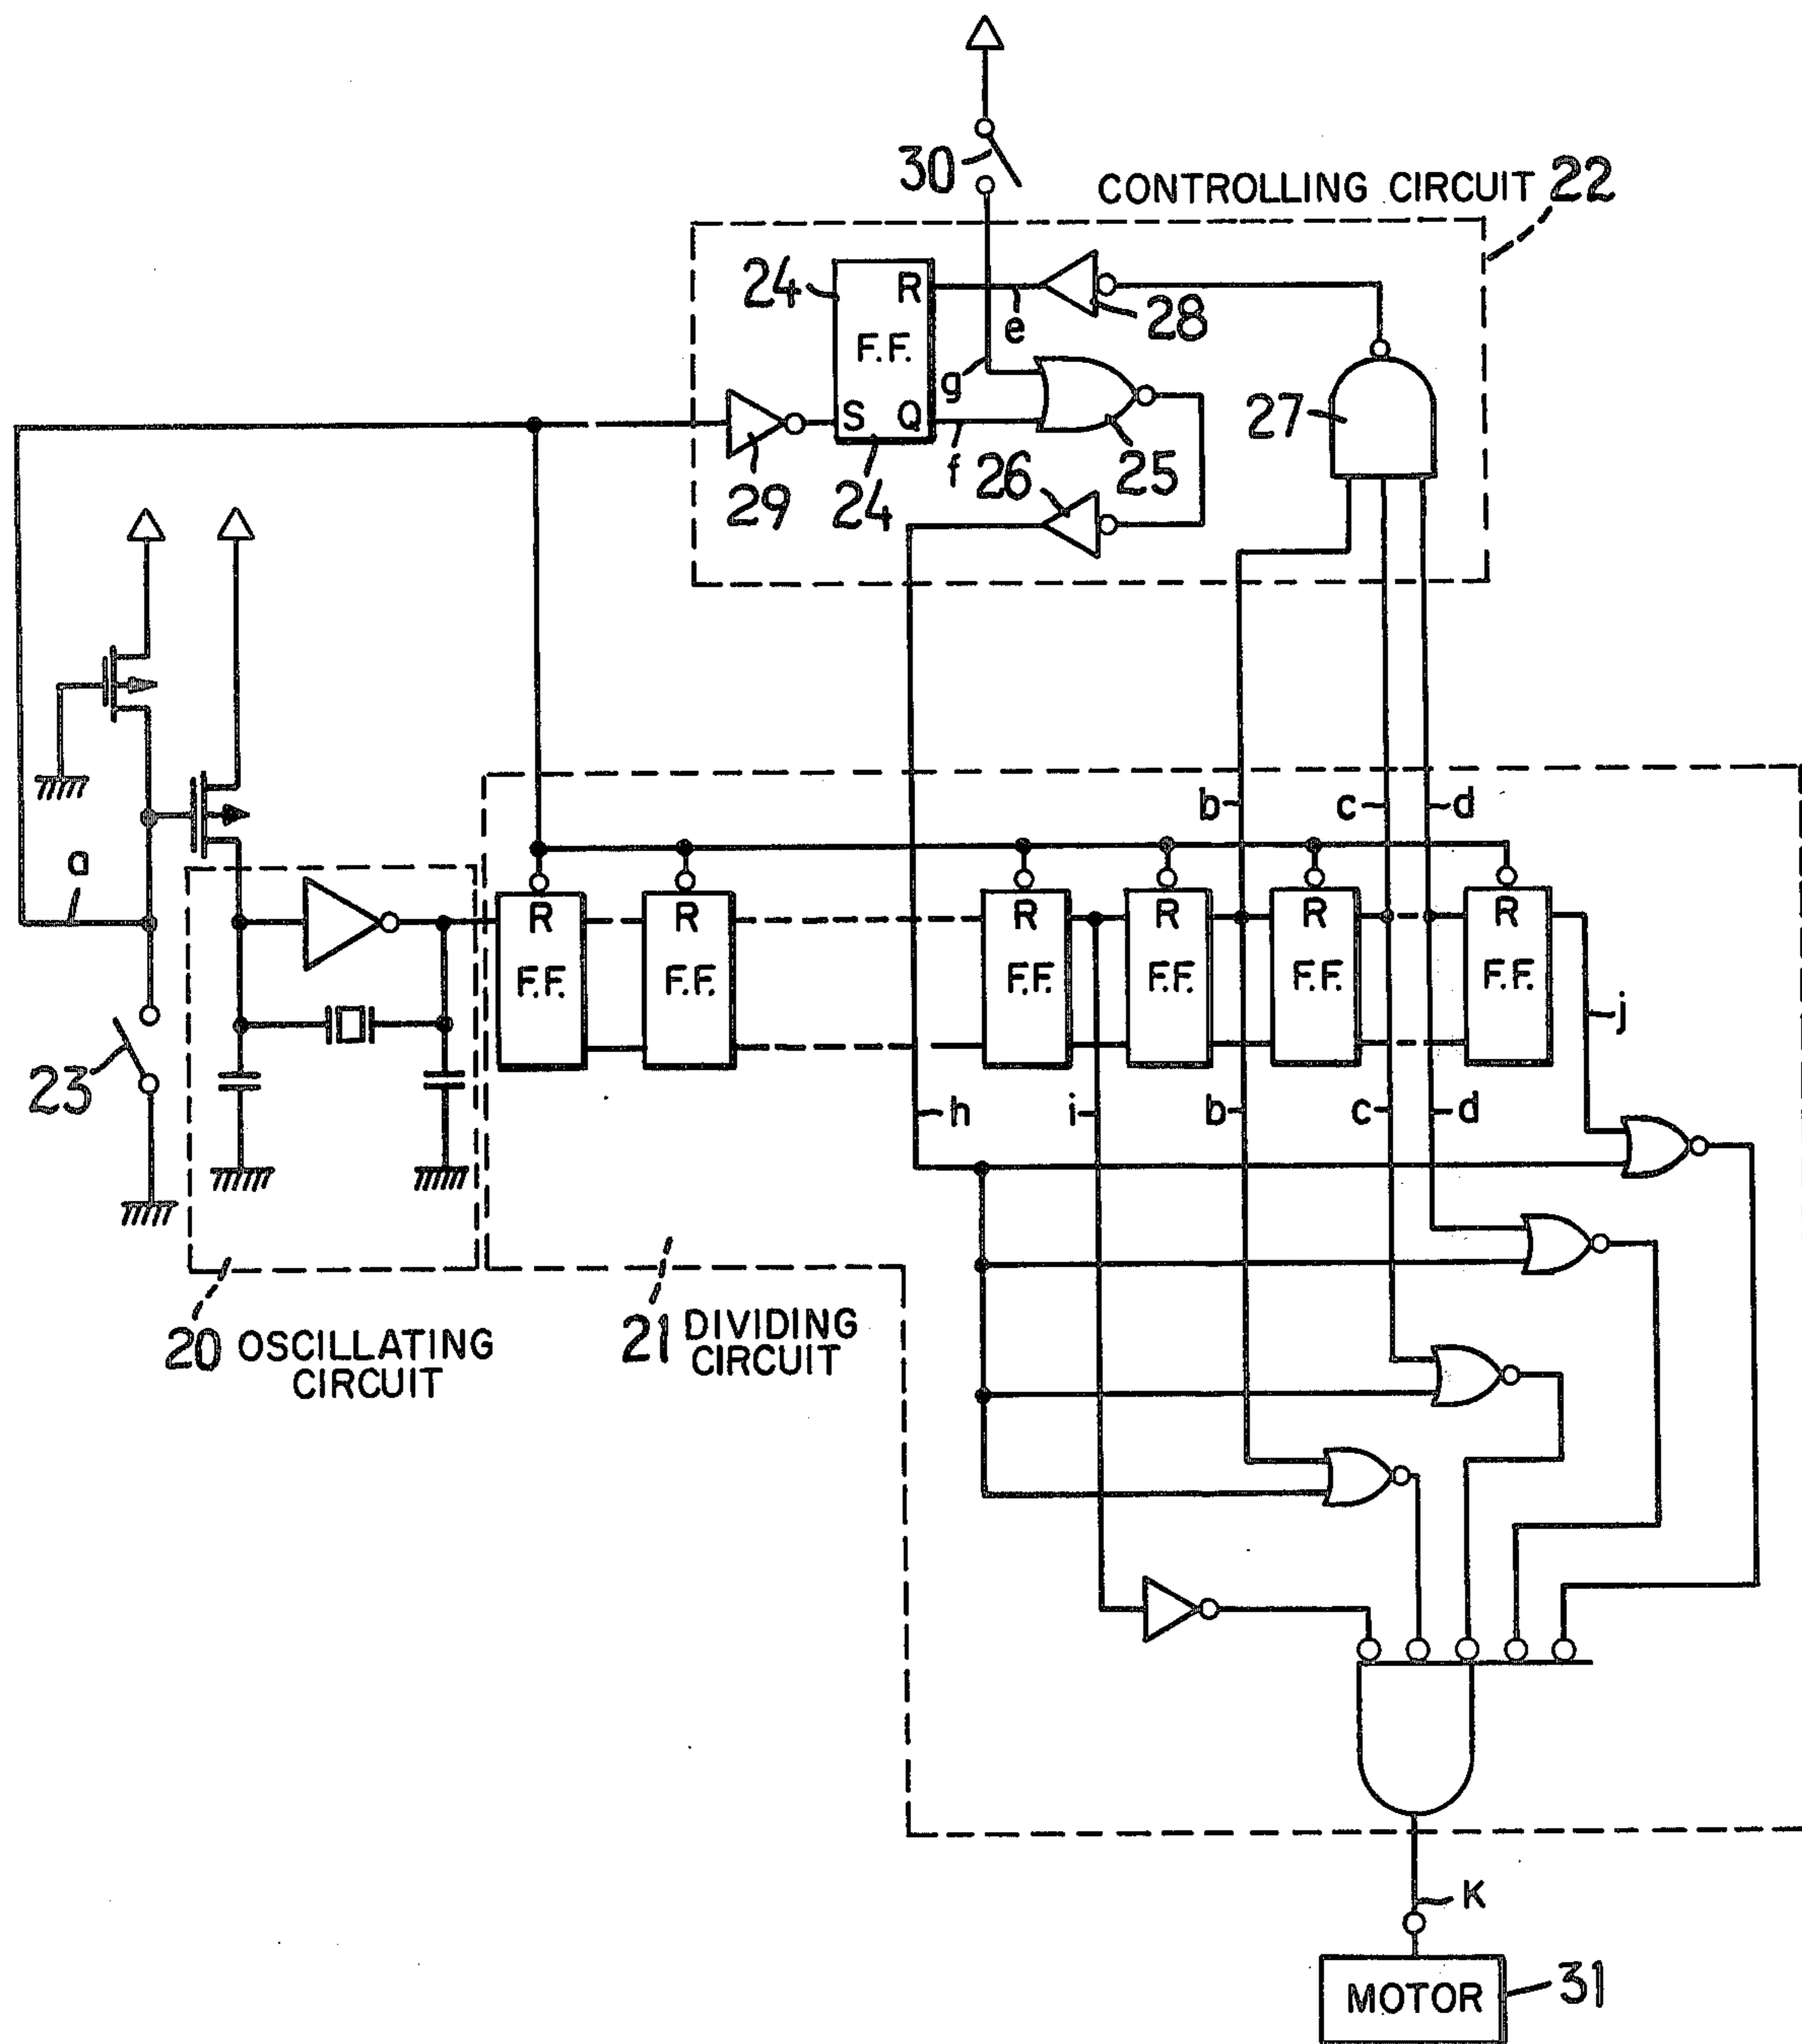 30
CONTROLLING CIRCUIT 22
24
R
F.F.
S Q
e
28
g
27
29
24
f
26
25
a
b
c
d
R
F.F.
R
F.F.
R
F.F.
R
F.F.
R
F.F.
R
F.F.
j
23
h
i
b
c
d
20 OSCILLATING
CIRCUIT
21 DIVIDING
CIRCUIT
K
MOTOR
31